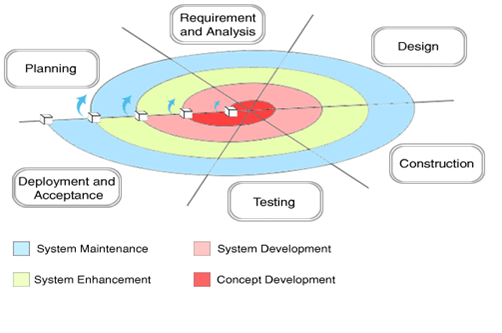 Requirement
and Analysis
Design
Planning
Construction
Deployment and
Acceptance
Testing
System Maintenance
System Development
System Enhancement
Concept Development